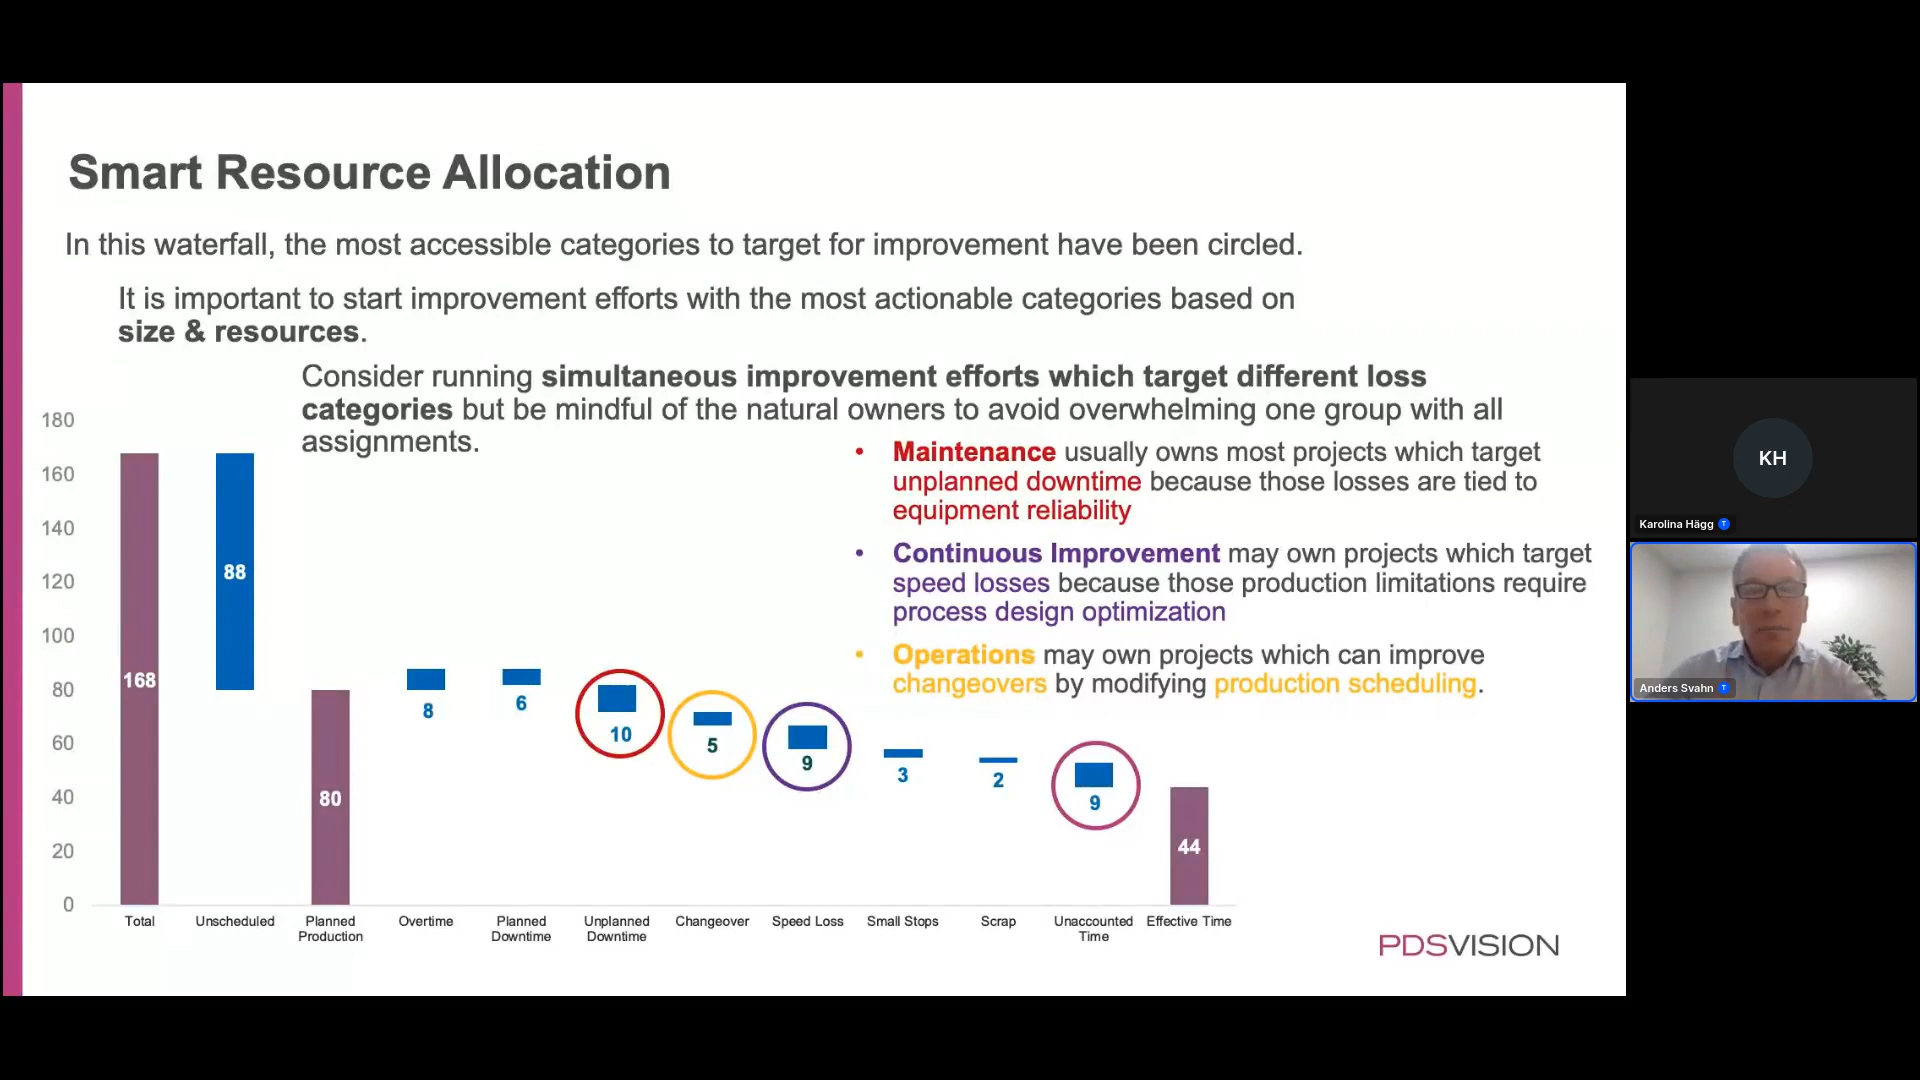 Smart Resource Allocation
In this waterfall, the most accessible categories to target for improvement have been circled.
It is important to start improvement efforts with the most actionable categories based on
size & resources.
Consider running simultaneous improvement efforts which target different loss
categories but be mindful of the natural owners to avoid overwhelming one group with all
assignments.
• Maintenance usually owns most projects which target
unplanned downtime because those losses are tied to
equipment reliability
• Continuous Improvement may own projects which target
speed losses because those production limitations require
process design optimization
• Operations may own projects which can improve
changeovers by modifying production scheduling.
180
160
140
120
100
80
60
40
20
0
168
88
80
8
6
10
5
9
3
2
9
44
Total
Unscheduled
Planned
Production
Overtime
Planned
Downtime
Unplanned
Downtime
Changeover
Speed Loss
Small Stops
Scrap
Unaccounted
Time
Effective Time
PDSVISION
KH
Karolina Hägg
T
Anders Svahn
T